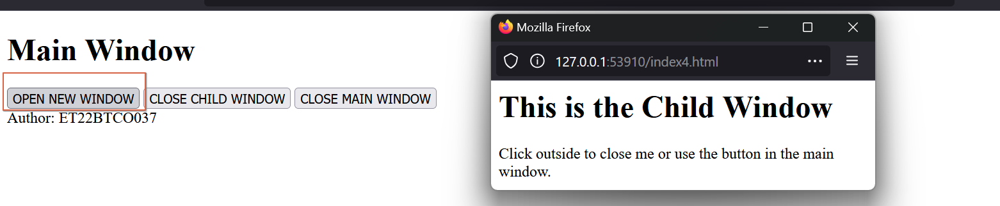 Main Window
OPEN NEW WINDOW CLOSE CHILD WINDOW CLOSE MAIN WINDOW
Author: ET22BTCO037
Mozilla Firefox
127.0.0.1:53910/index4.html
This is the Child Window
Click outside to close me or use the button in the main
window.